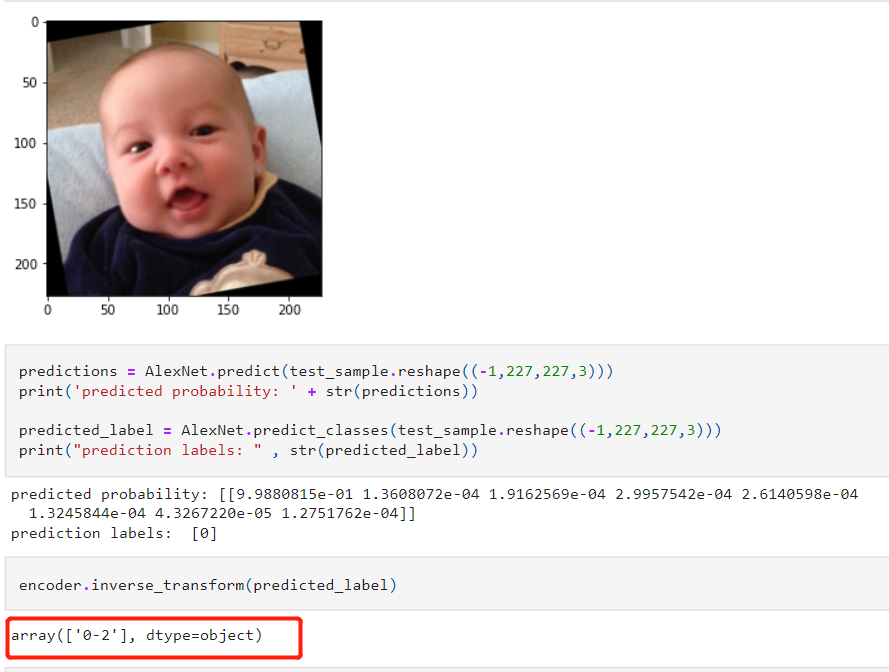 0
50
100
150
200
0 50 100 150 200
predictions = AlexNet.predict(test_sample.reshape((-1,227,227,3)))
print('predicted probability: ' + str(predictions))
predicted_label = AlexNet.predict_classes(test_sample.reshape((-1,227,227,3)))
print("prediction labels: " , str(predicted_label))
predicted probability: [[9.9880815e-01 1.3608072e-04 1.9162569e-04 2.9957542e-04 2.6140598e-04
1.3245844e-04 4.3267220e-05 1.2751762e-04]]
prediction labels:  [0]
encoder.inverse_transform(predicted_label)
array(['0-2'], dtype=object)